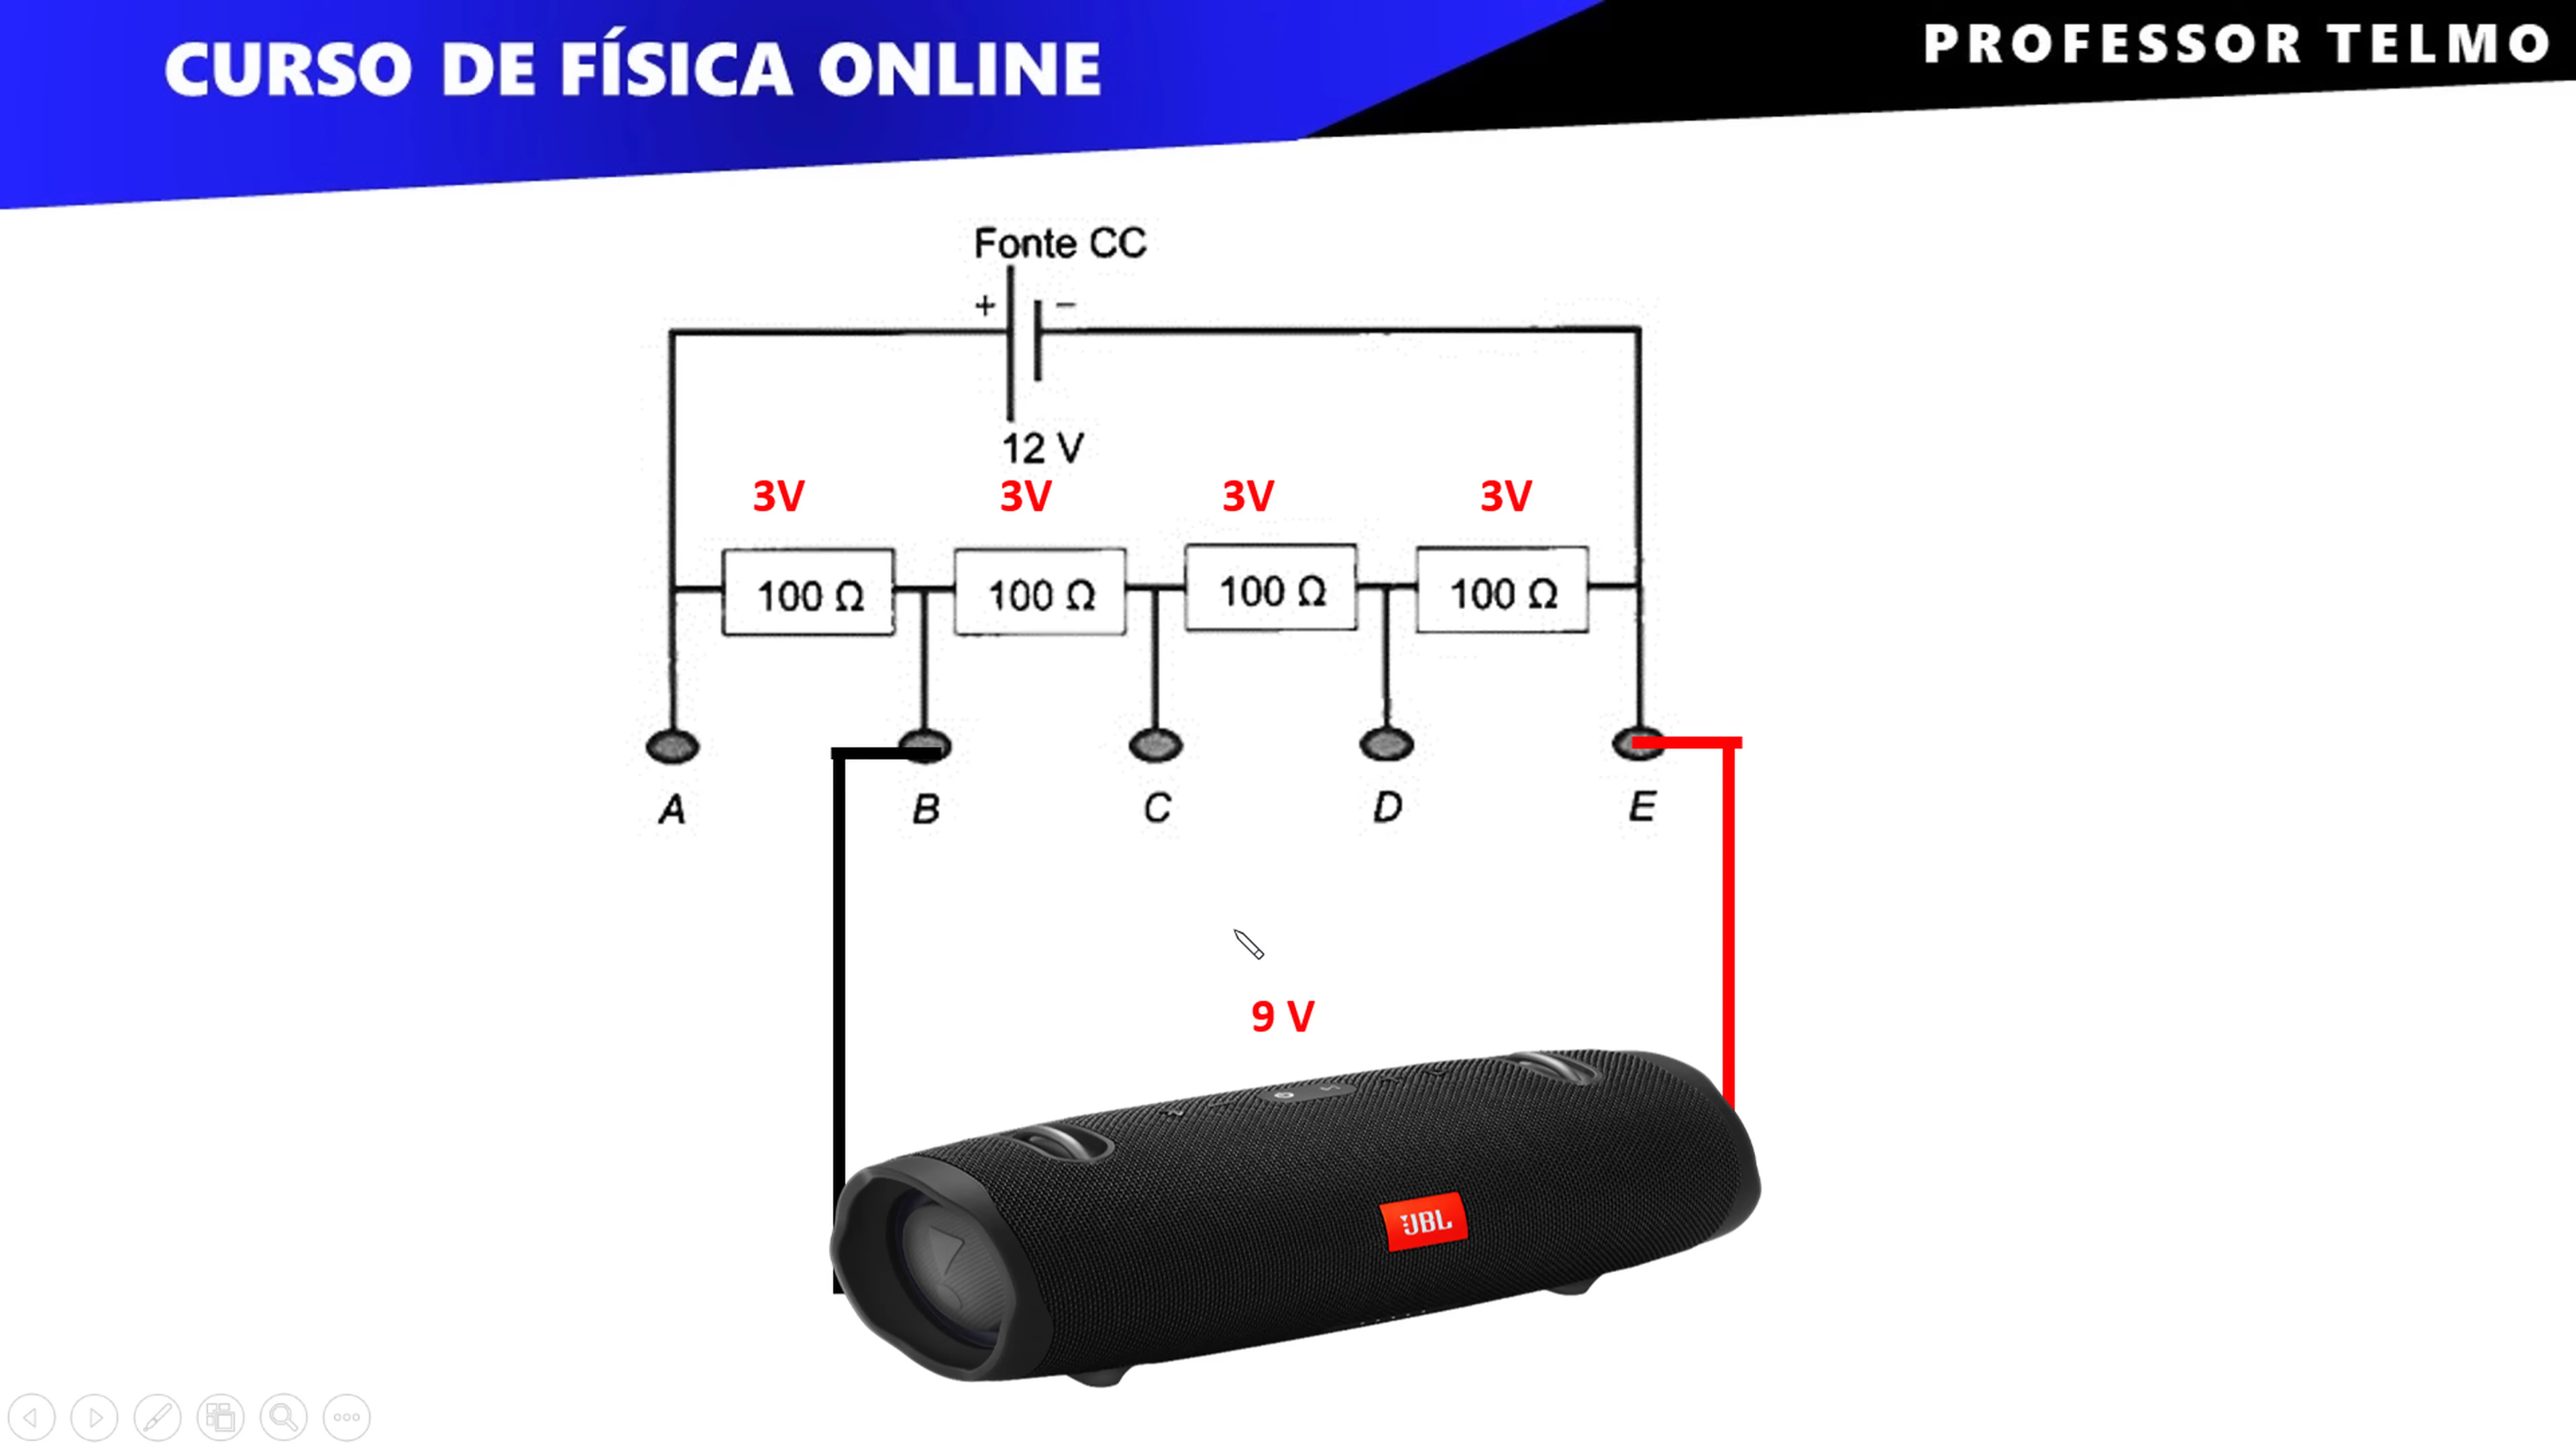 CURSO DE FÍSICA ONLINE
PROFESSOR TELMO
Fonte CC
+ −
12 V
3V 3V 3V 3V
100 Ω 100 Ω 100 Ω 100 Ω
A B C D E
9 V
JBL